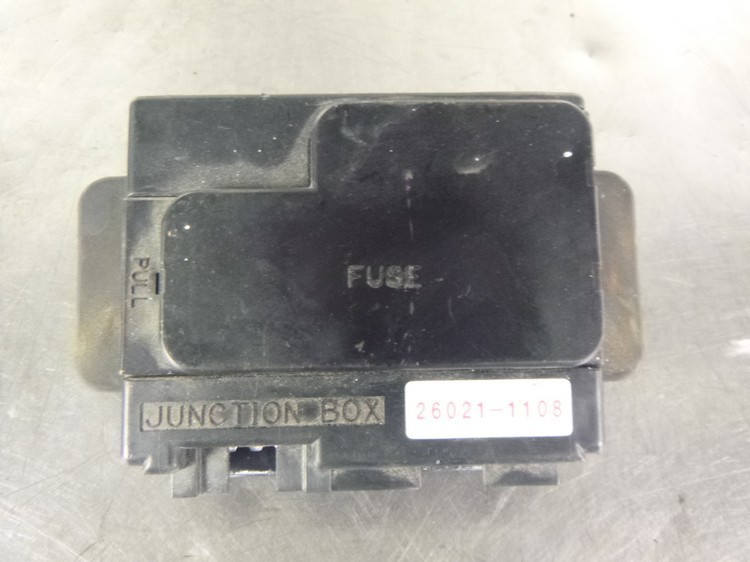 FUSE
PULL
JUNCTION BOX
26021-1108